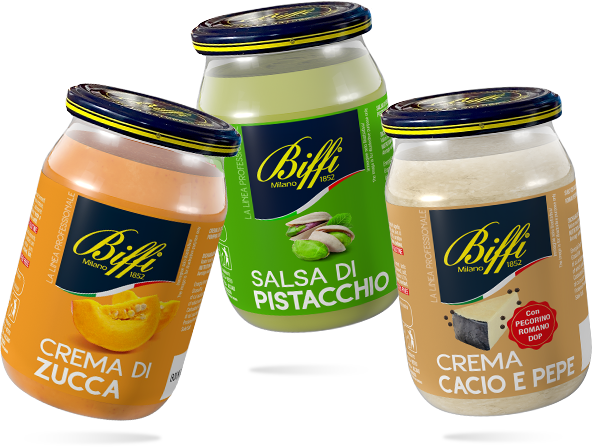 Biffi
Milano 1852
LA LINEA PROFESSIONALE
CREMA DI
ZUCCA
Biffi
Milano 1852
LA LINEA PROFESSIONALE
SALSA DI
PISTACCHIO
Biffi
Milano 1852
LA LINEA PROFESSIONALE
Con
PECORINO
ROMANO
DOP
CREMA
CACIO E PEPE